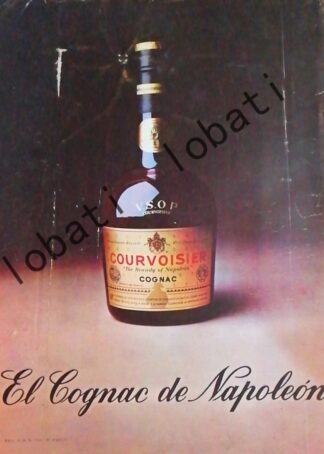 lobati
lobati
V.S.O.P
COURVOISIER
"The Brandy of Napoleon"
COGNAC
El Cognac de Napoleón